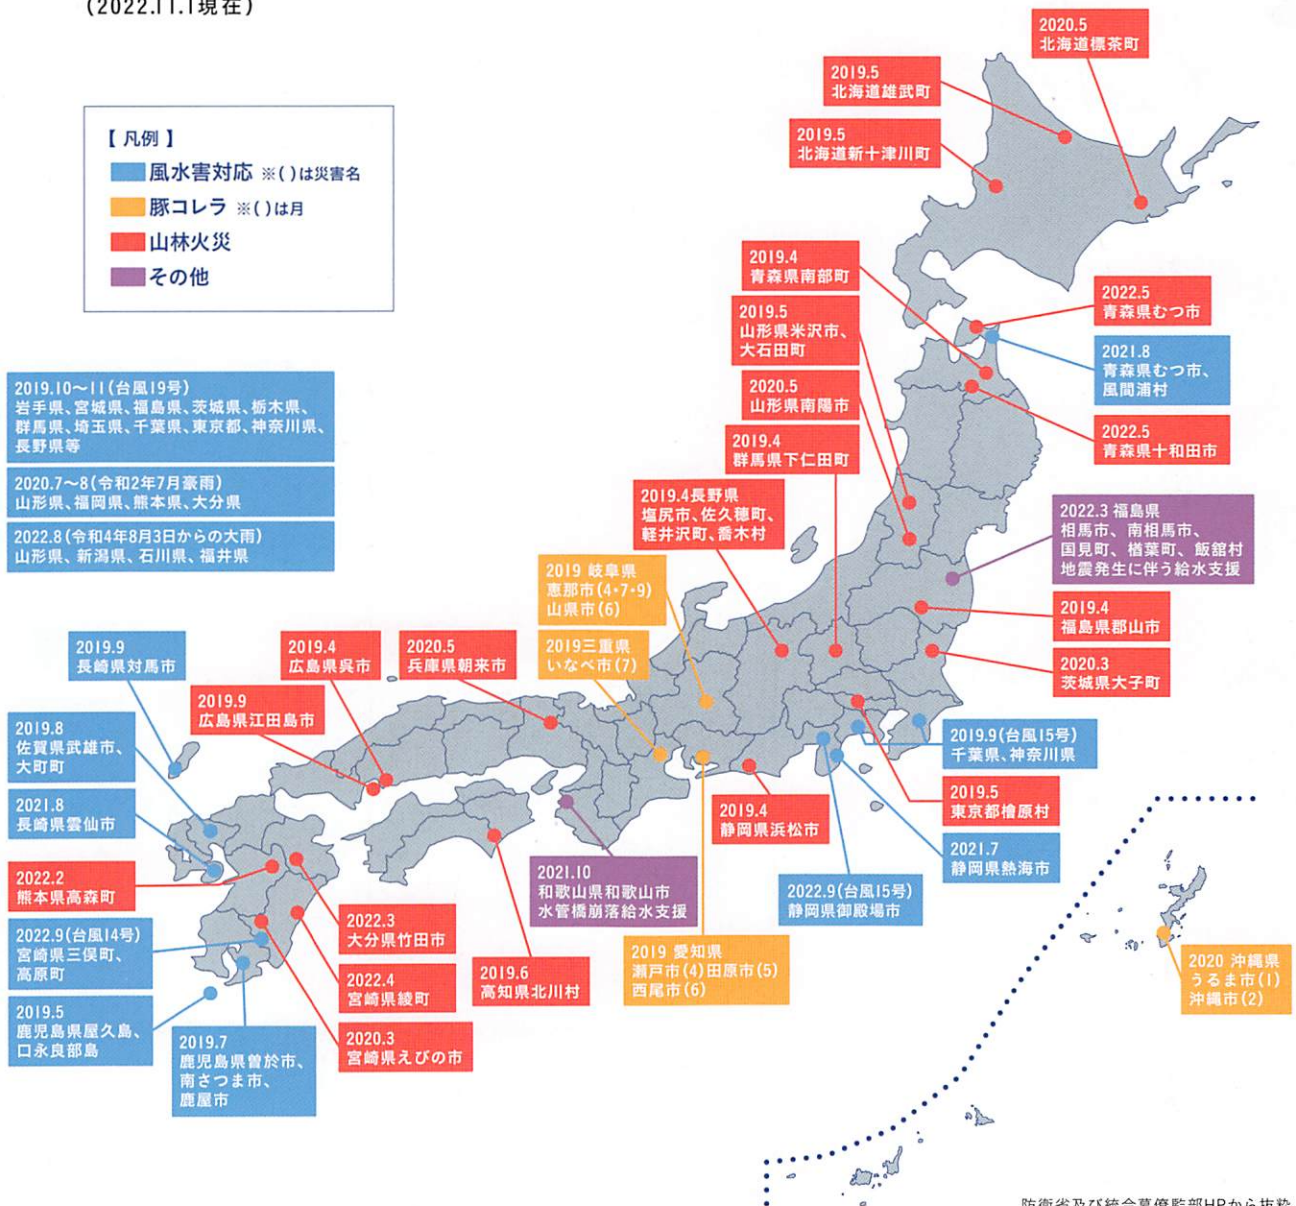 (2022.11.1現在)
【 凡例 】
風水害対応 ※( )は災害名
豚コレラ ※( )は月
山林火災
その他
2020.5
北海道標茶町
2019.5
北海道雄武町
2019.5
北海道新十津川町
2019.4
青森県南部町
2022.5
青森県むつ市
2019.5
山形県米沢市、
大石田町
2021.8
青森県むつ市、
風間浦村
2020.5
山形県南陽市
2022.5
青森県十和田市
2019.4
群馬県下仁田町
2019.10〜11(台風19号)
岩手県、宮城県、福島県、茨城県、栃木県、
群馬県、埼玉県、千葉県、東京都、神奈川県、
長野県等
2020.7〜8(令和2年7月豪雨)
山形県、福岡県、熊本県、大分県
2022.8(令和4年8月3日からの大雨)
山形県、新潟県、石川県、福井県
2019.4長野県
塩尻市、佐久穂町、
軽井沢町、喬木村
2022.3 福島県
相馬市、南相馬市、
国見町、楢葉町、飯舘村
地震発生に伴う給水支援
2019 岐阜県
恵那市(4・7・9)
山県市(6)
2019.4
福島県郡山市
2019三重県
いなべ市(7)
2020.3
茨城県大子町
2019.9
長崎県対馬市
2019.4
広島県呉市
2020.5
兵庫県朝来市
2019.9
広島県江田島市
2019.8
佐賀県武雄市、
大町町
2019.9(台風15号)
千葉県、神奈川県
2021.8
長崎県雲仙市
2019.5
東京都檜原村
2019.4
静岡県浜松市
2021.7
静岡県熱海市
2022.2
熊本県高森町
2021.10
和歌山県和歌山市
水管橋崩落給水支援
2022.9(台風15号)
静岡県御殿場市
2022.3
大分県竹田市
2022.9(台風14号)
宮崎県三俣町、
高原町
2019 愛知県
瀬戸市(4)田原市(5)
西尾市(6)
2022.4
宮崎県綾町
2019.6
高知県北川村
2020 沖縄県
うるま市(1)
沖縄市(2)
2019.5
鹿児島県屋久島、
口永良部島
2019.7
鹿児島県曽於市、
南さつま市、
鹿屋市
2020.3
宮崎県えびの市
防衛省及び統合幕僚監部HPから抜粋